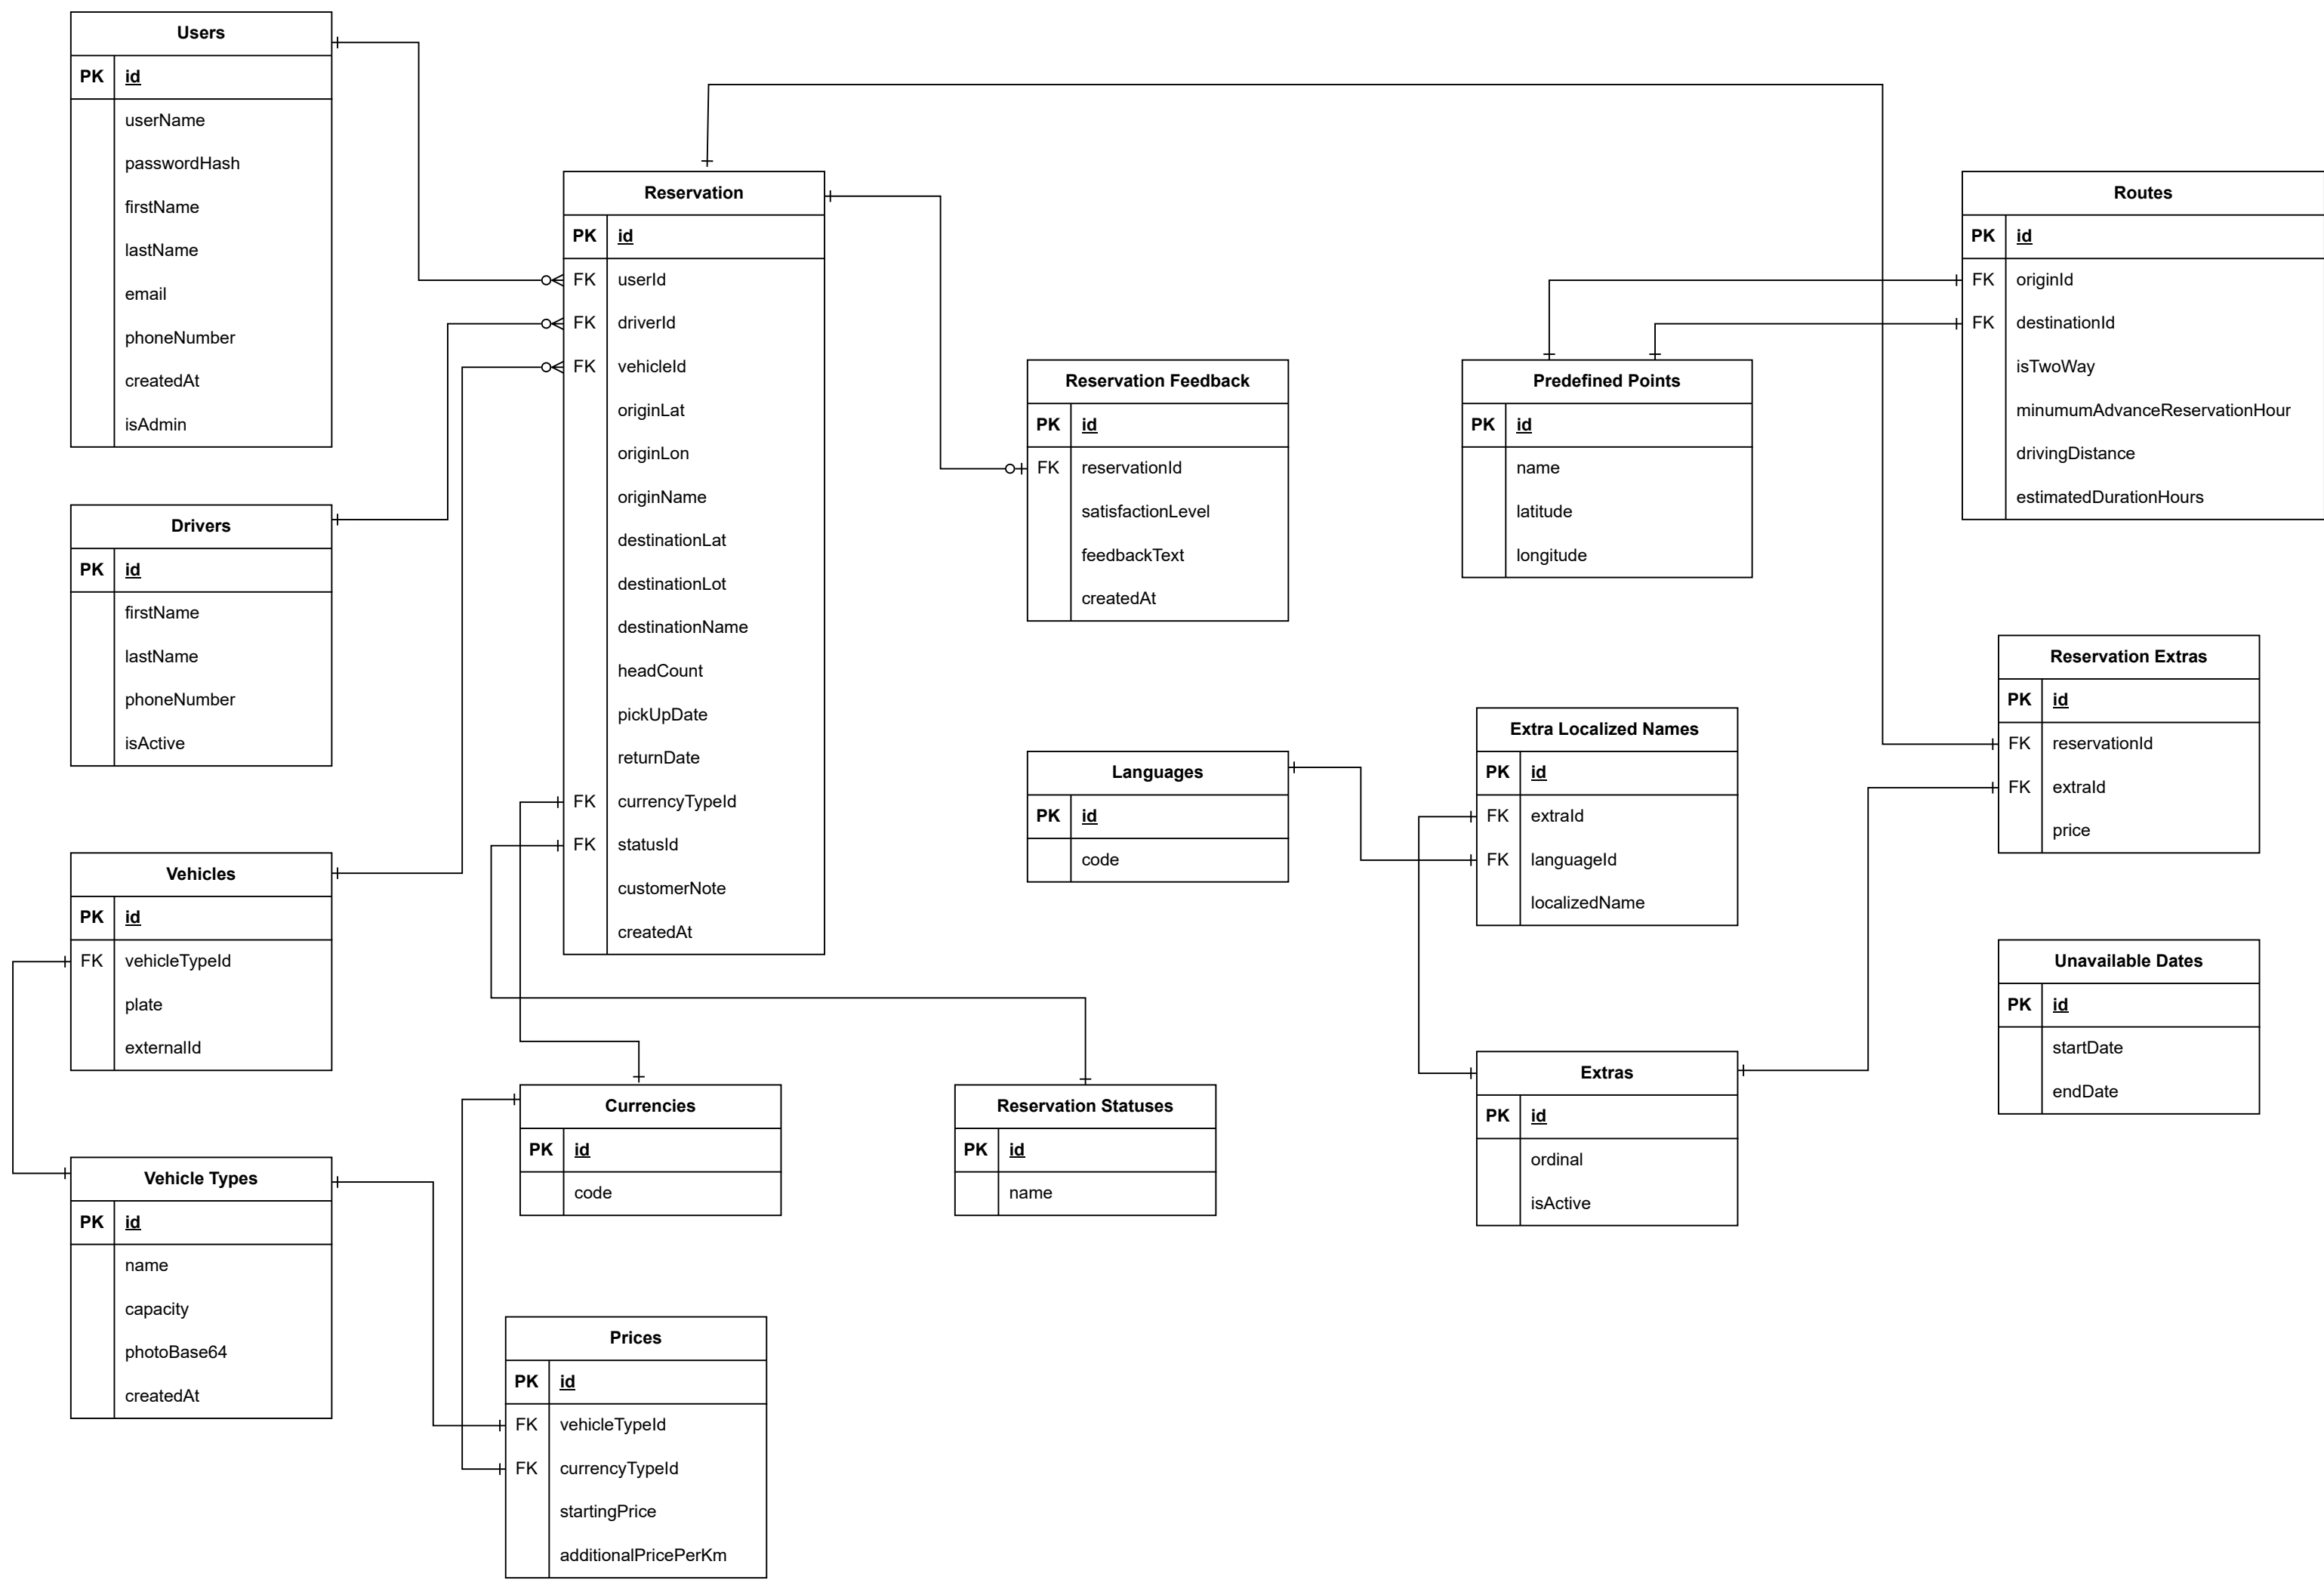 Users
PK id
userName
passwordHash
firstName
lastName
email
phoneNumber
createdAt
isAdmin
Drivers
PK id
firstName
lastName
phoneNumber
isActive
Vehicles
PK id
FK vehicleTypeId
plate
externalId
Vehicle Types
PK id
name
capacity
photoBase64
createdAt
Reservation
PK id
FK userId
FK driverId
FK vehicleId
originLat
originLon
originName
destinationLat
destinationLot
destinationName
headCount
pickUpDate
returnDate
FK currencyTypeId
FK statusId
customerNote
createdAt
Currencies
PK id
code
Prices
PK id
FK vehicleTypeId
FK currencyTypeId
startingPrice
additionalPricePerKm
Reservation Feedback
PK id
FK reservationId
satisfactionLevel
feedbackText
createdAt
Languages
PK id
code
Reservation Statuses
PK id
name
Predefined Points
PK id
name
latitude
longitude
Extra Localized Names
PK id
FK extraId
FK languageId
localizedName
Extras
PK id
ordinal
isActive
Routes
PK id
FK originId
FK destinationId
isTwoWay
minumumAdvanceReservationHour
drivingDistance
estimatedDurationHours
Reservation Extras
PK id
FK reservationId
FK extraId
price
Unavailable Dates
PK id
startDate
endDate